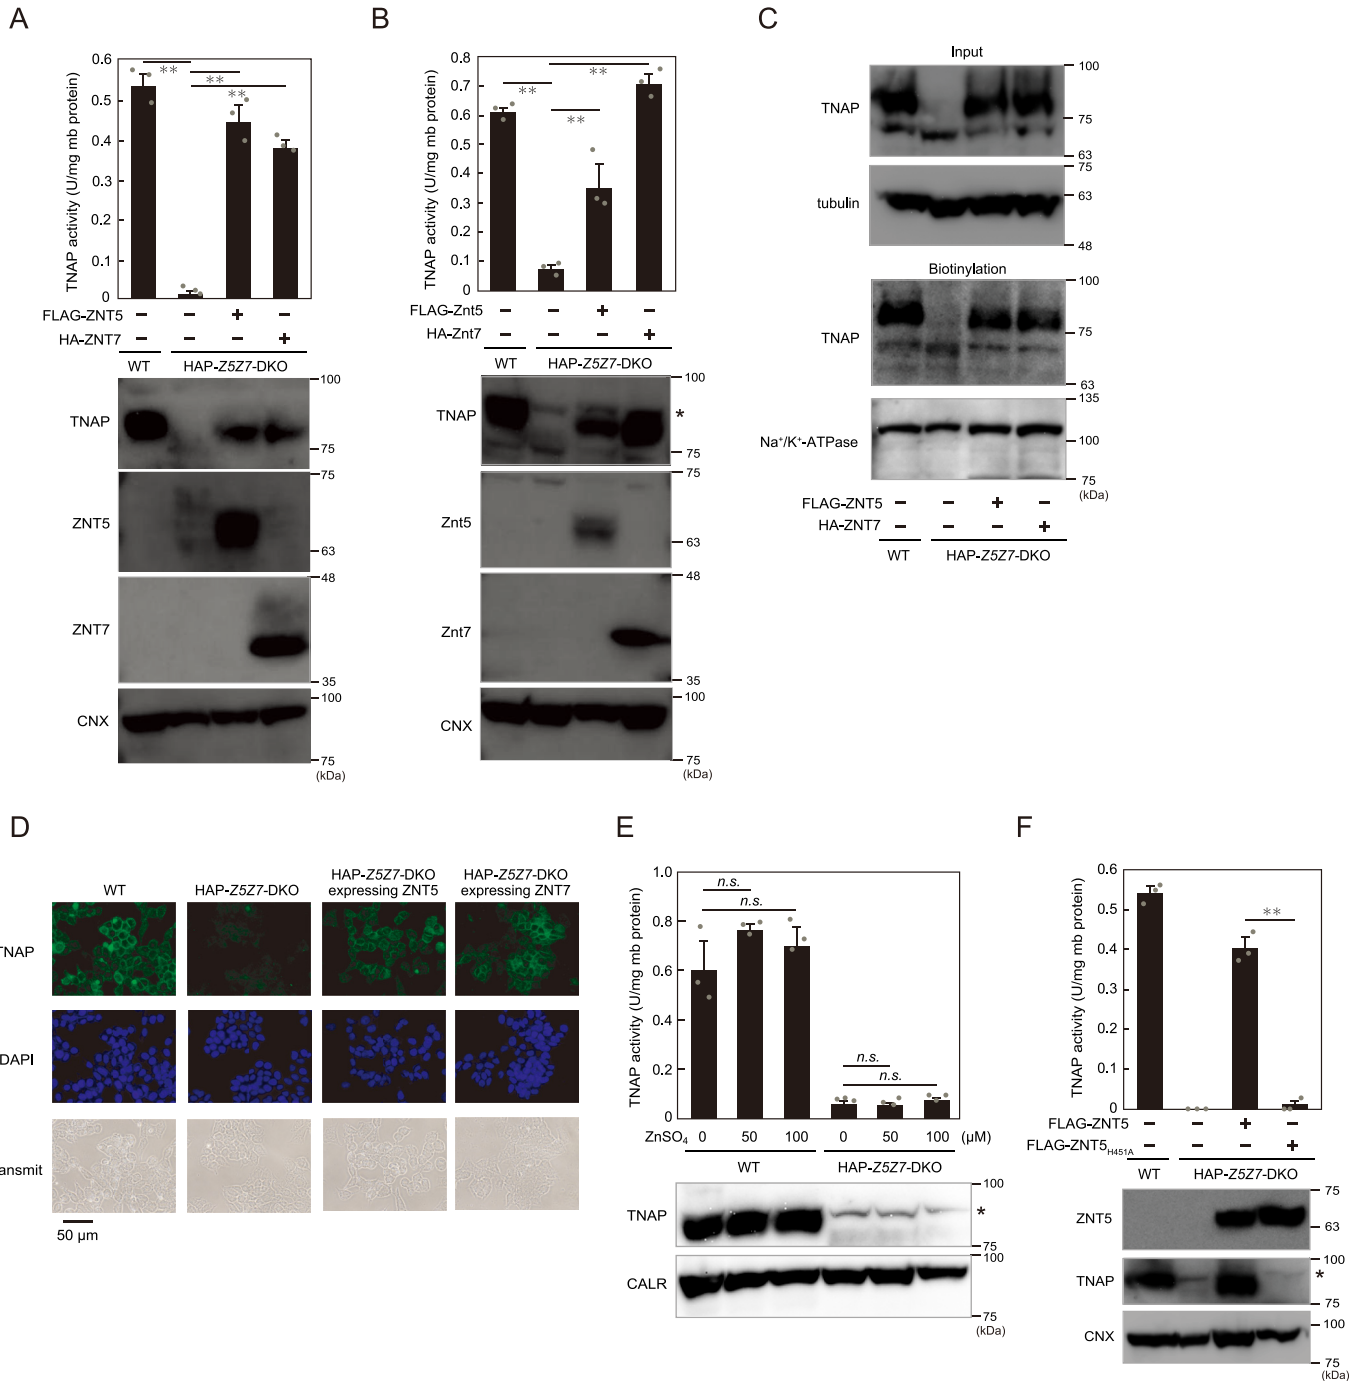 A
TNAP activity (U/mg mb protein)
0.6
0.5
0.4
0.3
0.2
0.1
0
** ** **
FLAG-ZNT5 – – + –
HA-ZNT7 – – – +
WT HAP-Z5Z7-DKO
TNAP
100
75
ZNT5
75
63
ZNT7
48
35
CNX
100
75
(kDa)
B
TNAP activity (U/mg mb protein)
0.8
0.7
0.6
0.5
0.4
0.3
0.2
0.1
0
** ** **
FLAG-Znt5 – – + –
HA-Znt7 – – – +
WT HAP-Z5Z7-DKO
TNAP
100
*
75
Znt5
75
63
Znt7
48
35
CNX
100
75
(kDa)
C
Input
TNAP
100
75
63
tubulin
75
63
48
Biotinylation
TNAP
100
75
63
Na⁺/K⁺-ATPase
135
100
75
(kDa)
FLAG-ZNT5 – – + –
HA-ZNT7 – – – +
WT HAP-Z5Z7-DKO
D
WT
HAP-Z5Z7-DKO
HAP-Z5Z7-DKO
expressing ZNT5
HAP-Z5Z7-DKO
expressing ZNT7
TNAP
DAPI
ansmit
50 μm
E
TNAP activity (U/mg mb protein)
1.0
0.8
0.6
0.4
0.2
0
n.s.
n.s.
n.s.
n.s.
ZnSO₄ 0 50 100 0 50 100 (μM)
WT HAP-Z5Z7-DKO
TNAP
100
*
75
CALR
100
75
(kDa)
F
TNAP activity (U/mg mb protein)
0.6
0.5
0.4
0.2
0.1
0
**
FLAG-ZNT5 – – + –
FLAG-ZNT5H451A – – – +
WT HAP-Z5Z7-DKO
ZNT5
75
63
TNAP
100
*
75
CNX
100
75
(kDa)